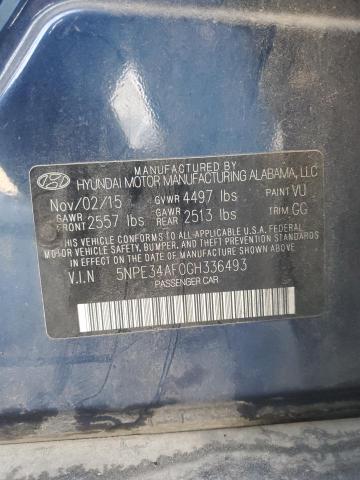 MANUFACTURED BY
HYUNDAI MOTOR MANUFACTURING ALABAMA, LLC
Nov/02/15 GVWR 4497 lbs PAINT VU
GAWR FRONT 2557 lbs GAWR REAR 2513 lbs TRIM GG
THIS VEHICLE CONFORMS TO ALL APPLICABLE U.S.A. FEDERAL
MOTOR VEHICLE SAFETY, BUMPER, AND THEFT PREVENTION STANDARDS
IN EFFECT ON THE DATE OF MANUFACTURE SHOWN ABOVE.
V.I.N 5NPE34AF0GH336493
PASSENGER CAR